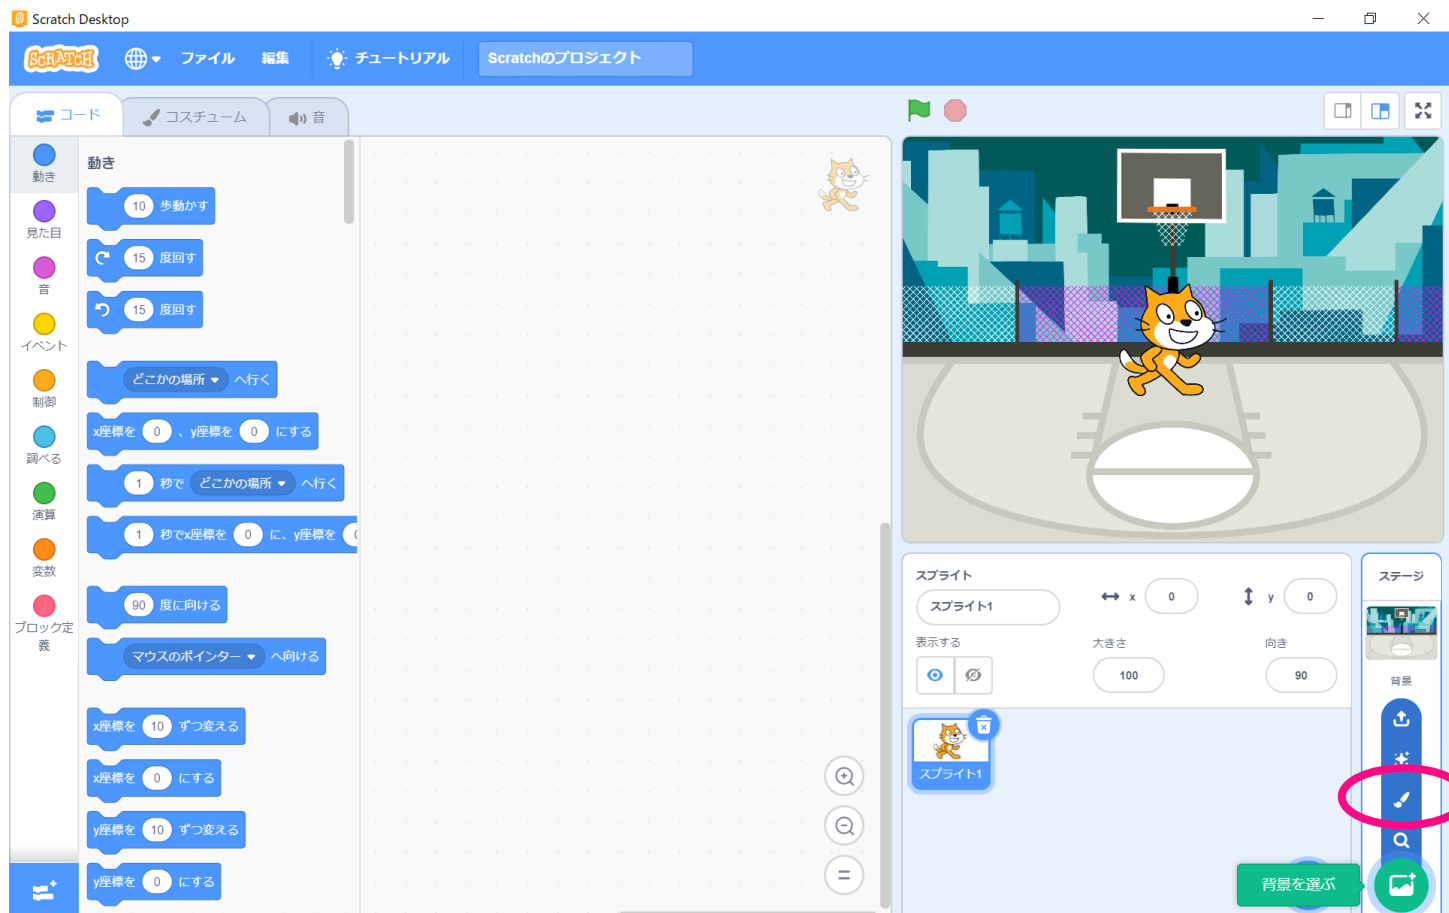 Scratch Desktop
SCRATCH
ファイル
編集
チュートリアル
Scratchのプロジェクト
コード
コスチューム
音
動き
見た目
音
イベント
制御
調べる
演算
変数
ブロック定
義
動き
10 歩動かす
15 度回す
15 度回す
どこかの場所 へ行く
x座標を 0 、y座標を 0 にする
1 秒で どこかの場所 へ行く
1 秒でx座標を 0 に、y座標を
90 度に向ける
マウスのポインター へ向ける
x座標を 10 ずつ変える
x座標を 0 にする
y座標を 10 ずつ変える
y座標を 0 にする
スプライト
スプライト1
x 0
y 0
表示する
大きさ
100
向き
90
スプライト1
ステージ
背景
背景を選ぶ